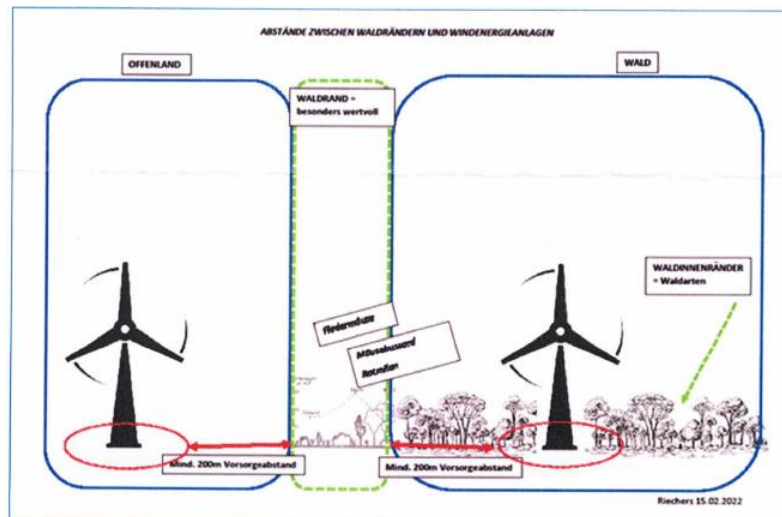 ABSTÄNDE ZWISCHEN WALDRÄNDERN UND WINDENERGIEANLAGEN
OFFENLAND
WALD
WALDRAND =
besonders wertvoll
WALDINNENRÄNDER
= Waldarten
Fledermäuse
Mäusebussard
Rotmilan
Mind. 200m Vorsorgeabstand
Mind. 200m Vorsorgeabstand
Riechers 15.02.2022